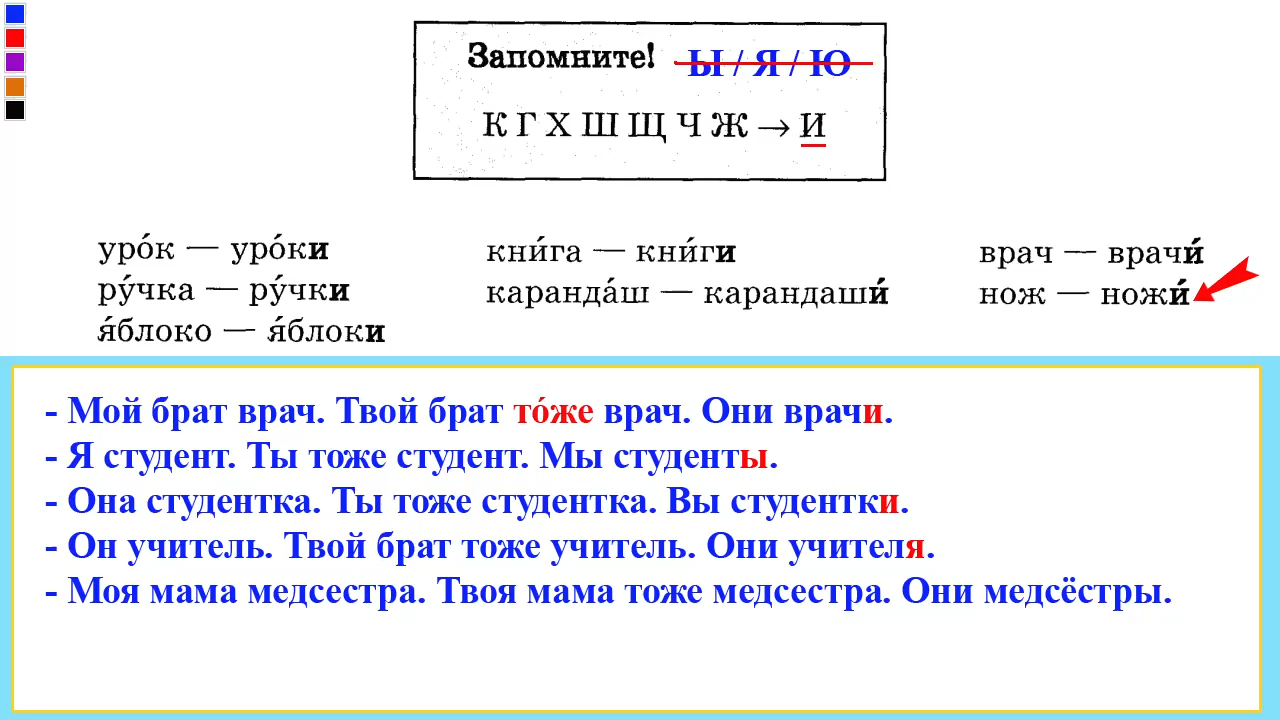 Запомните! Ы / Я / Ю
К Г Х Ш Щ Ч Ж → И
уро́к — уро́ки
ру́чка — ру́чки
я́блоко — я́блоки
кни́га — кни́ги
каранда́ш — карандаши́
врач — врачи́
нож — ножи́
- Мой брат врач. Твой брат то́же врач. Они врачи.
- Я студент. Ты тоже студент. Мы студенты.
- Она студентка. Ты тоже студентка. Вы студентки.
- Он учитель. Твой брат тоже учитель. Они учителя.
- Моя мама медсестра. Твоя мама тоже медсестра. Они медсёстры.